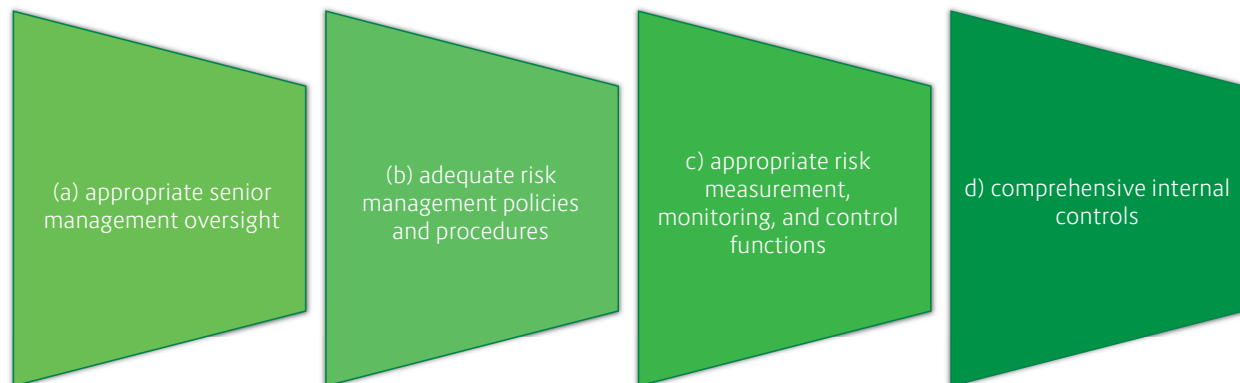 (a) appropriate senior
management oversight
(b) adequate risk
management policies
and procedures
c) appropriate risk
measurement,
monitoring, and control
functions
d) comprehensive internal
controls